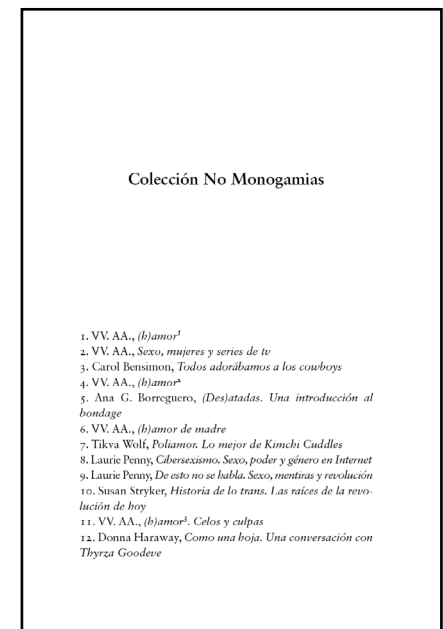 Colección No Monogamias
1. VV. AA., (h)amor¹
2. VV. AA., Sexo, mujeres y series de tv
3. Carol Bensimon, Todos adorábamos a los cowboys
4. VV. AA., (h)amor²
5. Ana G. Borreguero, (Des)atadas. Una introducción al
bondage
6. VV. AA., (h)amor de madre
7. Tikva Wolf, Poliamor. Lo mejor de Kimchi Cuddles
8. Laurie Penny, Cibersexismo. Sexo, poder y género en Internet
9. Laurie Penny, De esto no se habla. Sexo, mentiras y revolución
10. Susan Stryker, Historia de lo trans. Las raíces de la revo-
lución de hoy
11. VV. AA., (h)amor³. Celos y culpas
12. Donna Haraway, Como una hoja. Una conversación con
Thyrza Goodeve